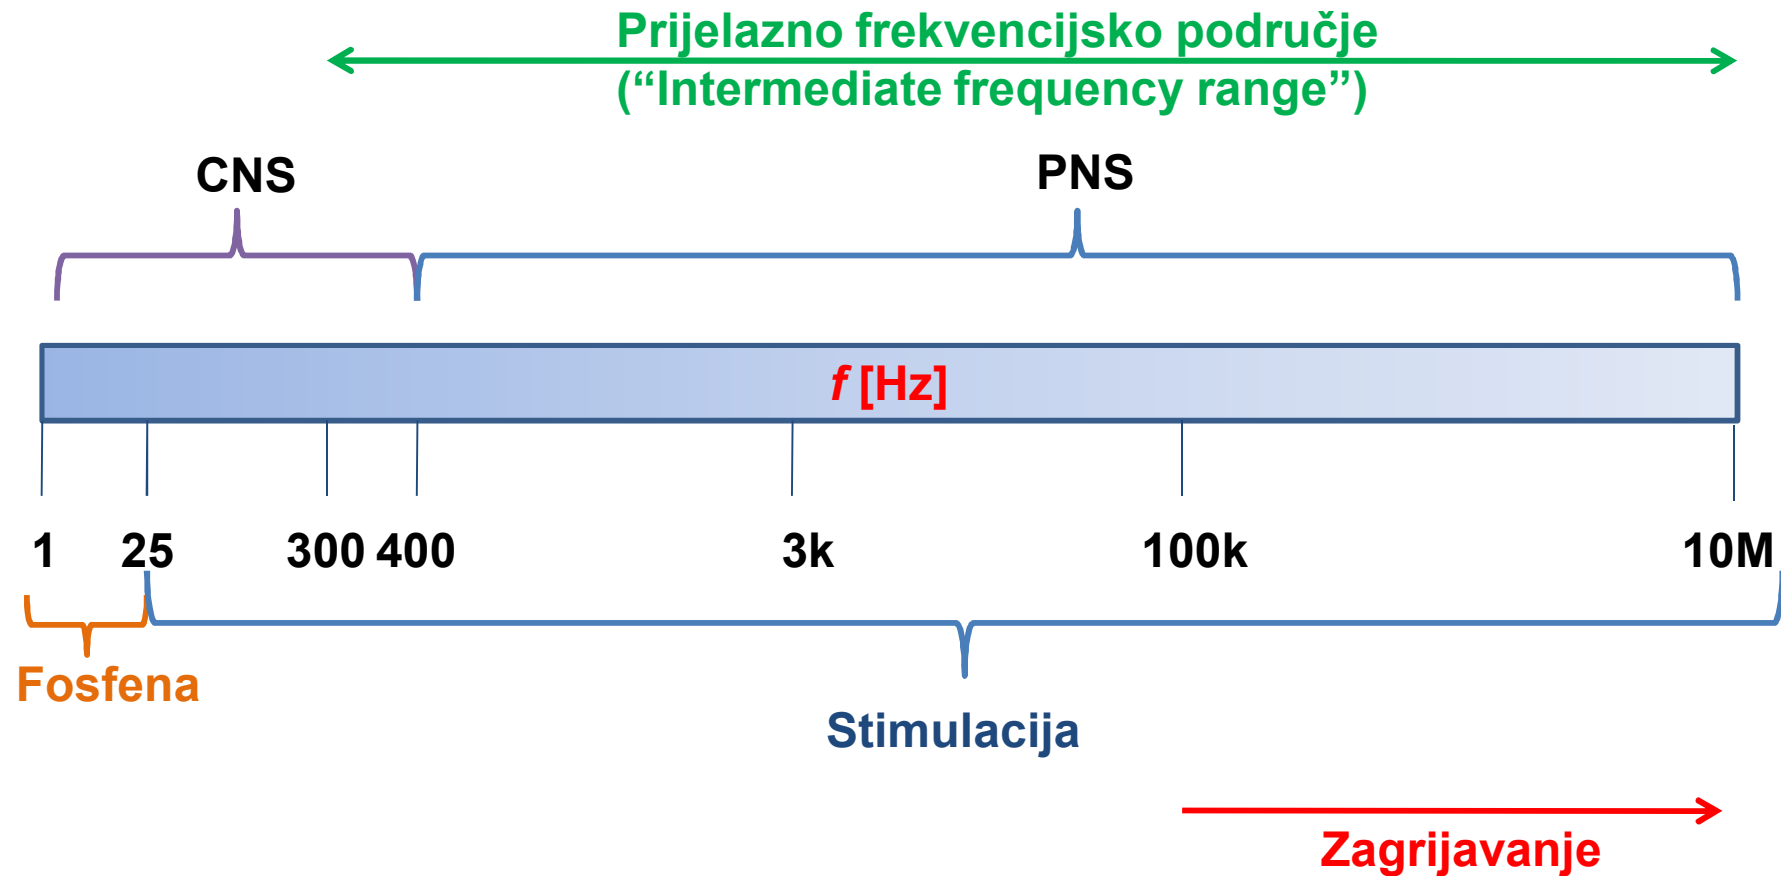 Prijelazno frekvencijsko područje
(“Intermediate frequency range”)
CNS
PNS
f [Hz]
1 25 300 400 3k 100k 10M
Fosfena
Stimulacija
Zagrijavanje